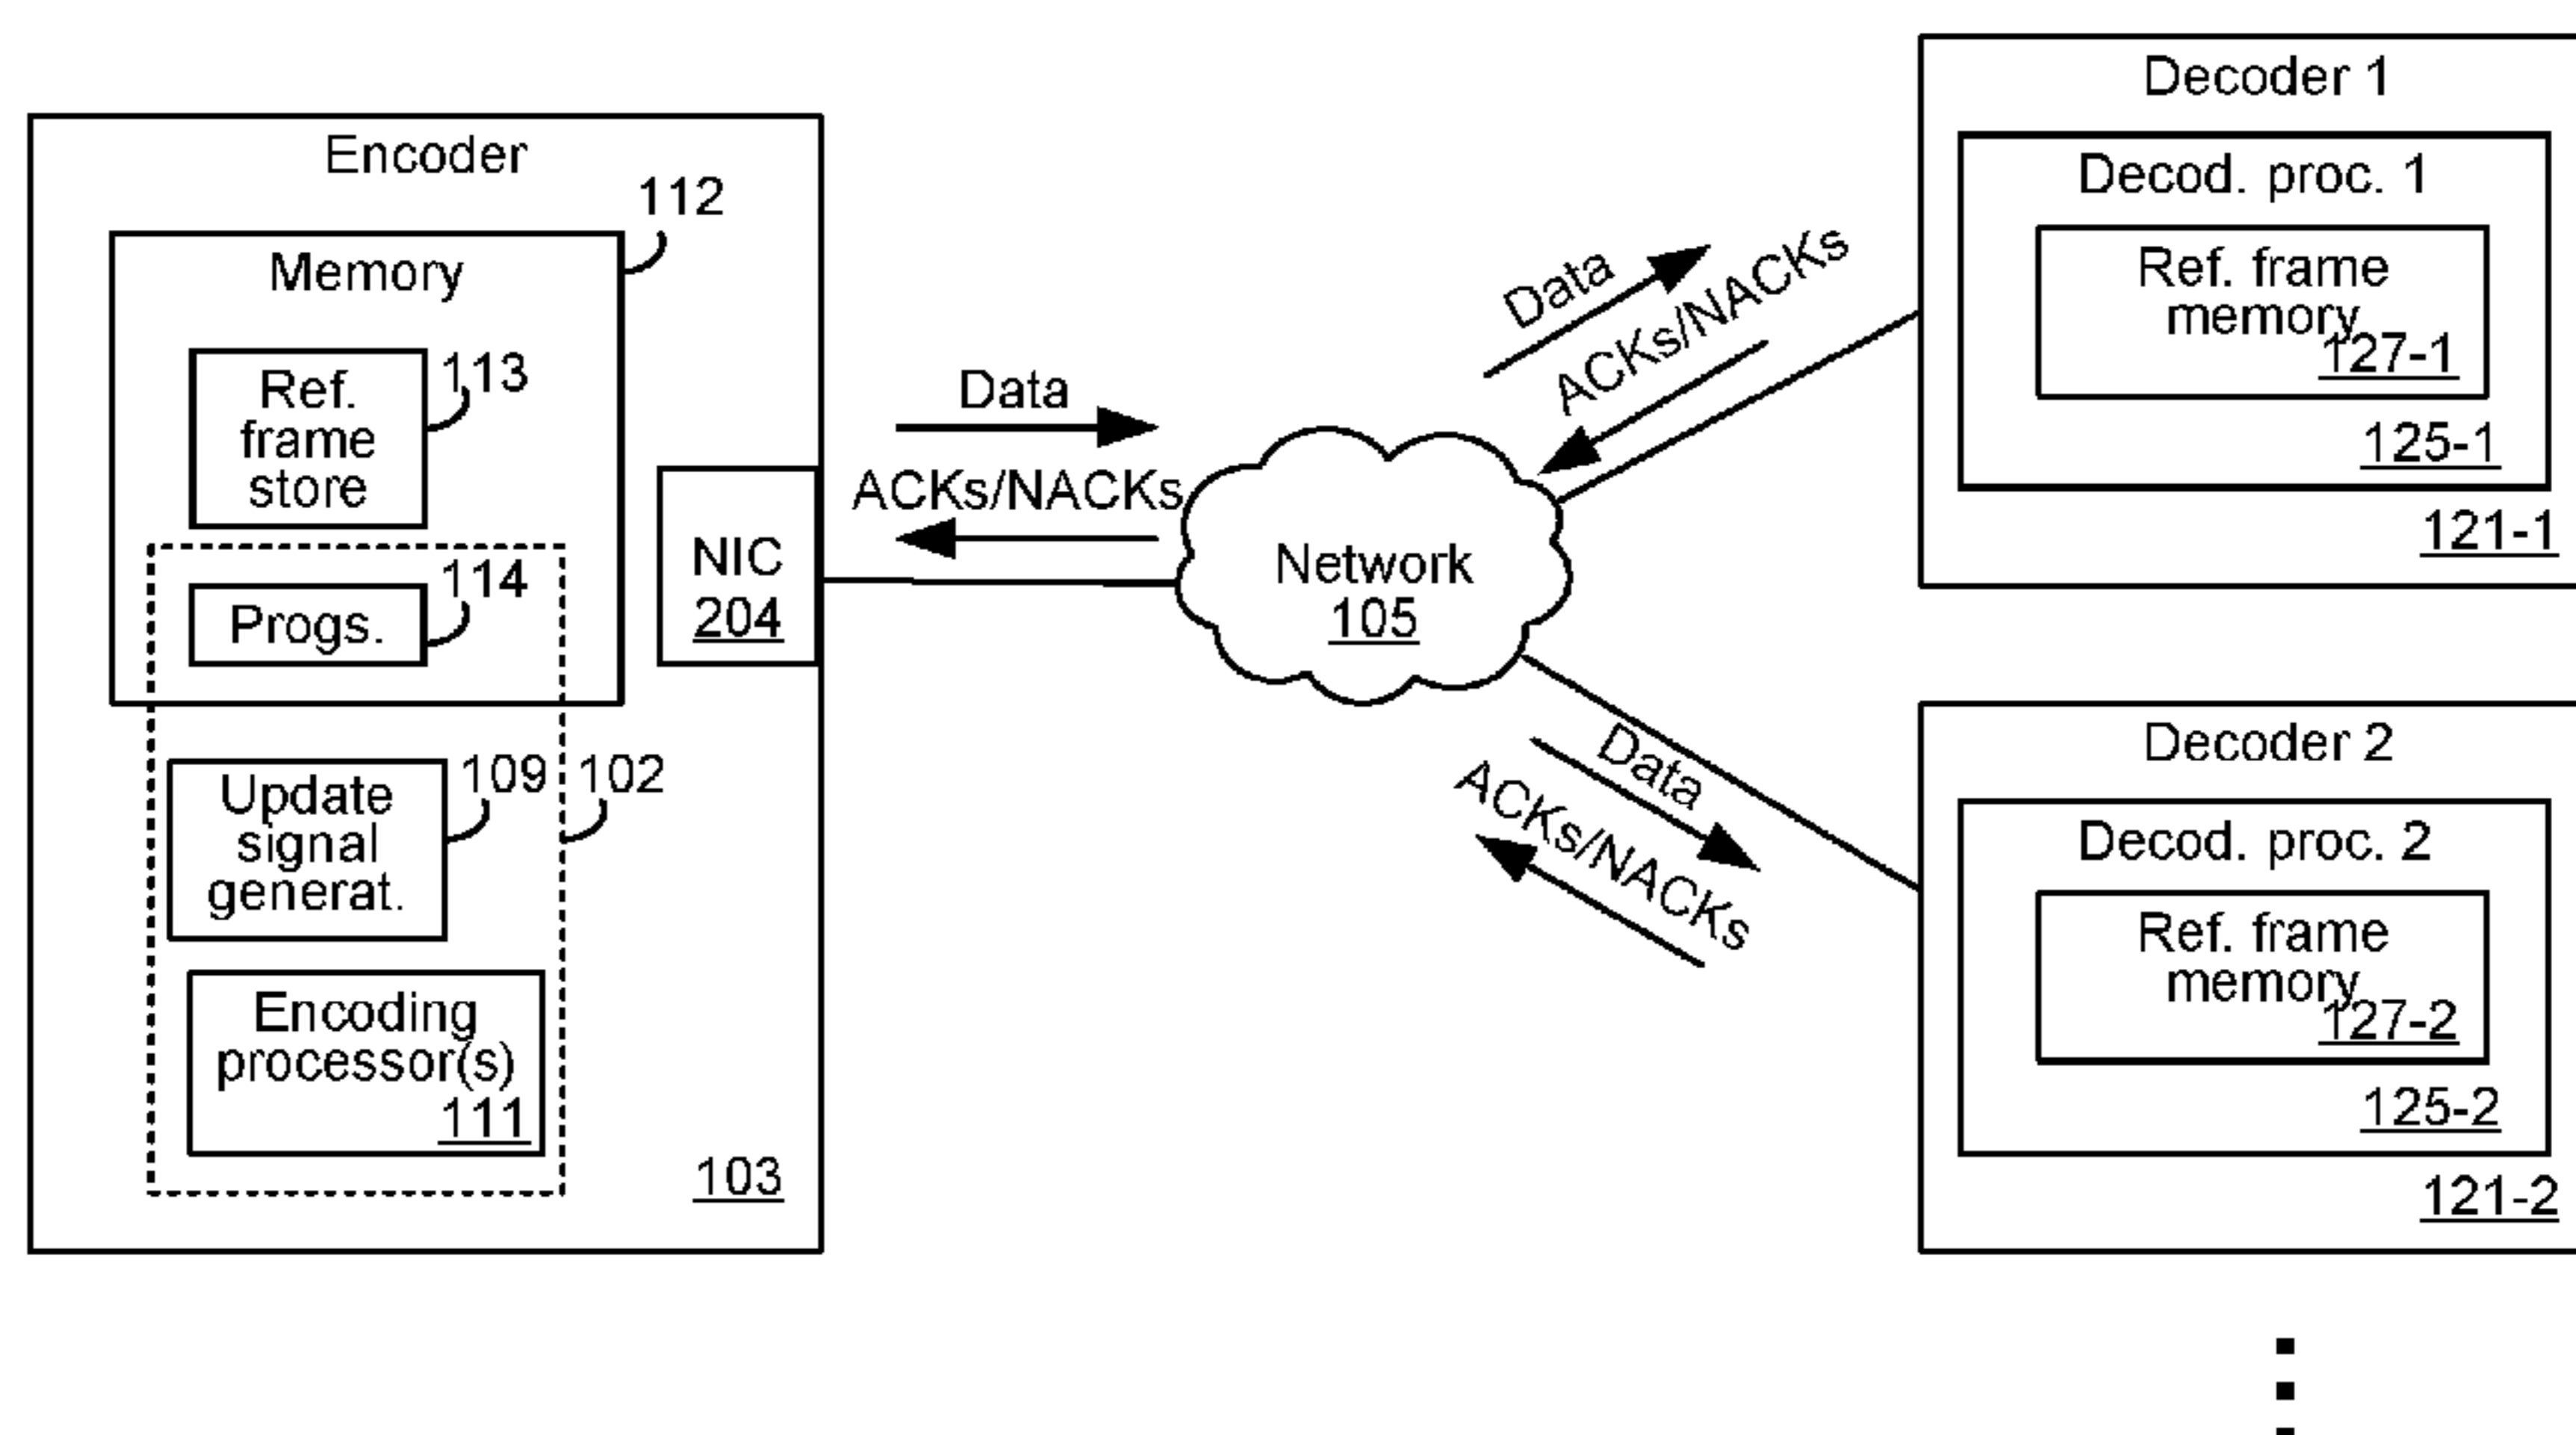 Encoder
112
Memory
113
Ref.
frame
store
114
Progs.
109
102
Update
signal
generat.
Encoding
processor(s)
111
103
NIC
204
Data
ACKs/NACKs
Network
105
Data
ACKs/NACKs
Data
ACKs/NACKs
Decoder 1
Decod. proc. 1
Ref. frame
memory
127-1
125-1
121-1
Decoder 2
Decod. proc. 2
Ref. frame
memory
127-2
125-2
121-2